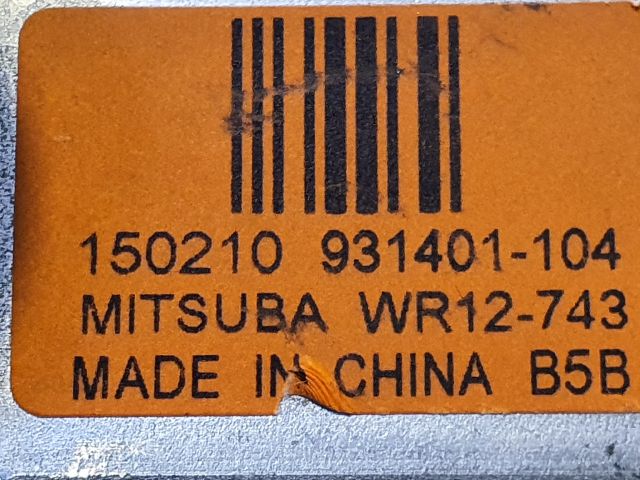 150210 931401-104
MITSUBA WR12-743
MADE IN CHINA B5B